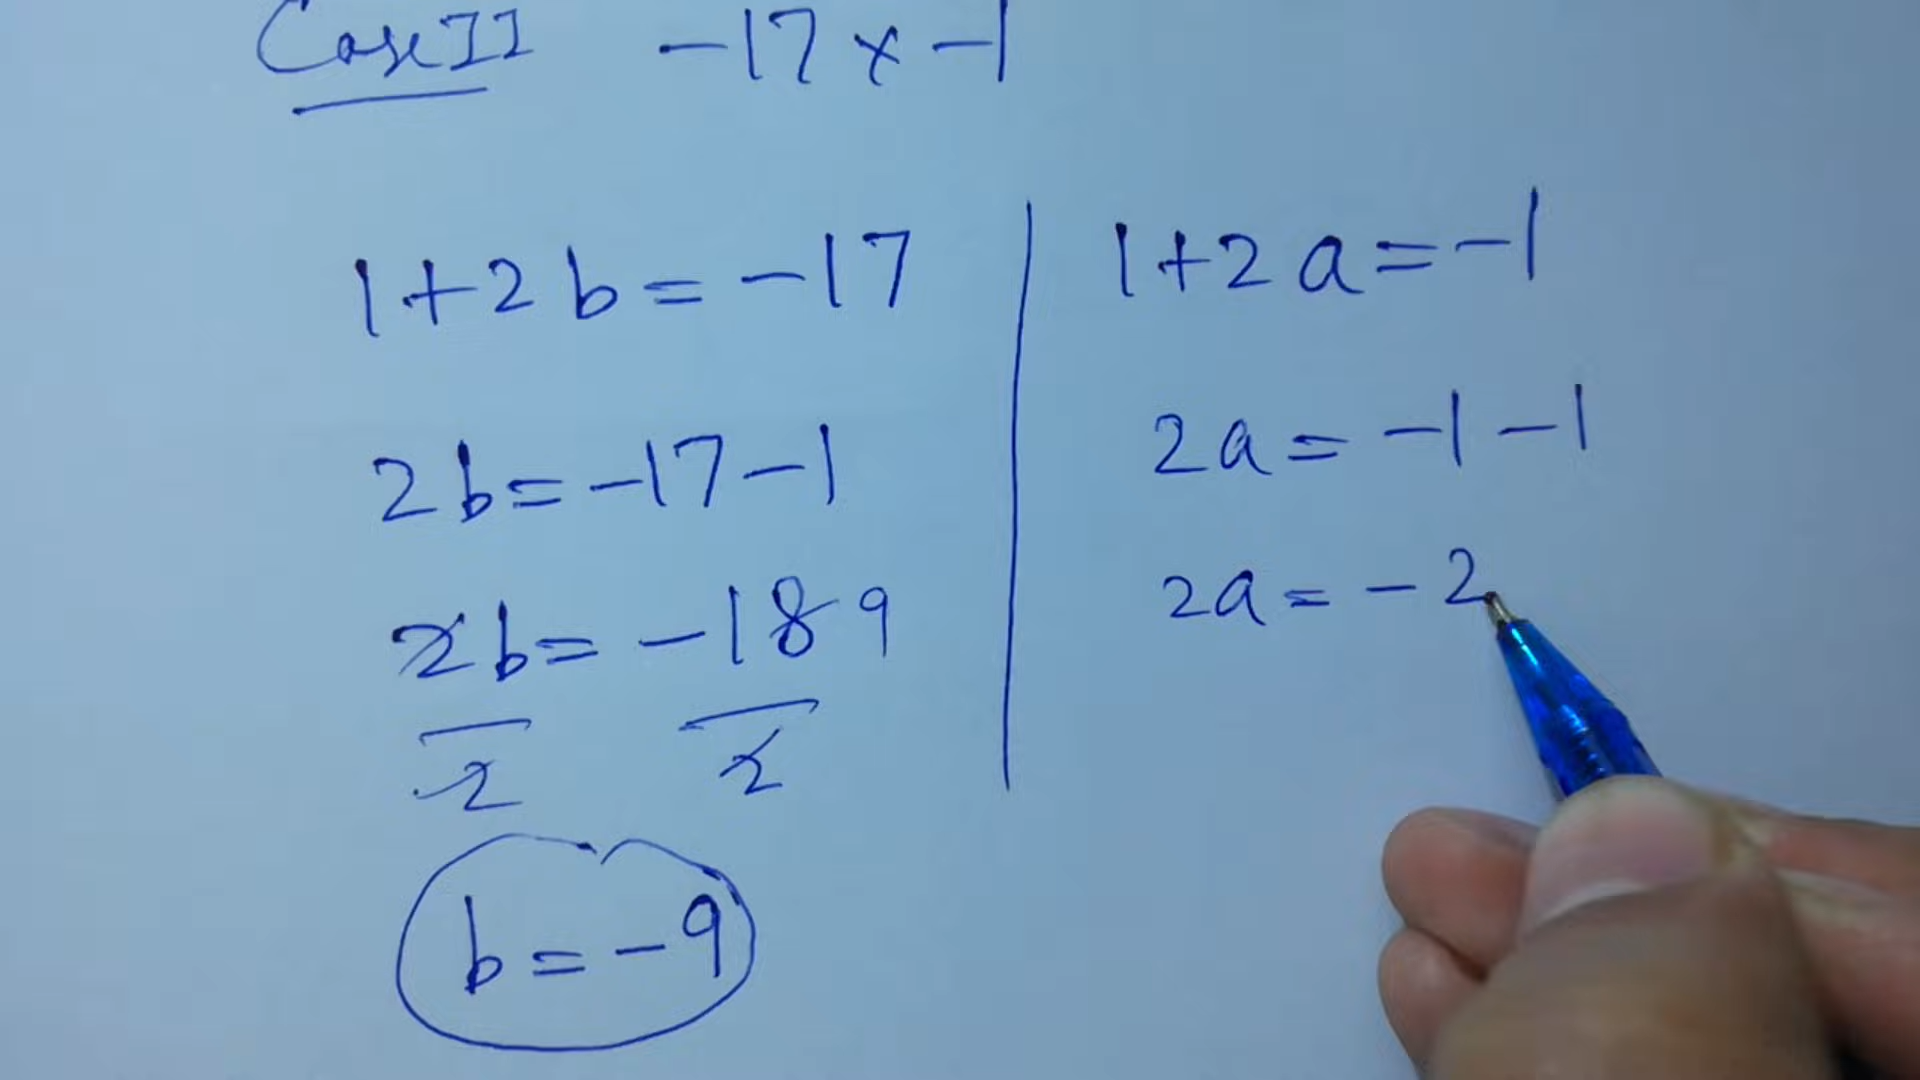 Case II -17 x -1
1+2b=-17
2b=-17-1
2b=-18 9
2 2
b=-9
1+2a=-1
2a=-1-1
2a=-2